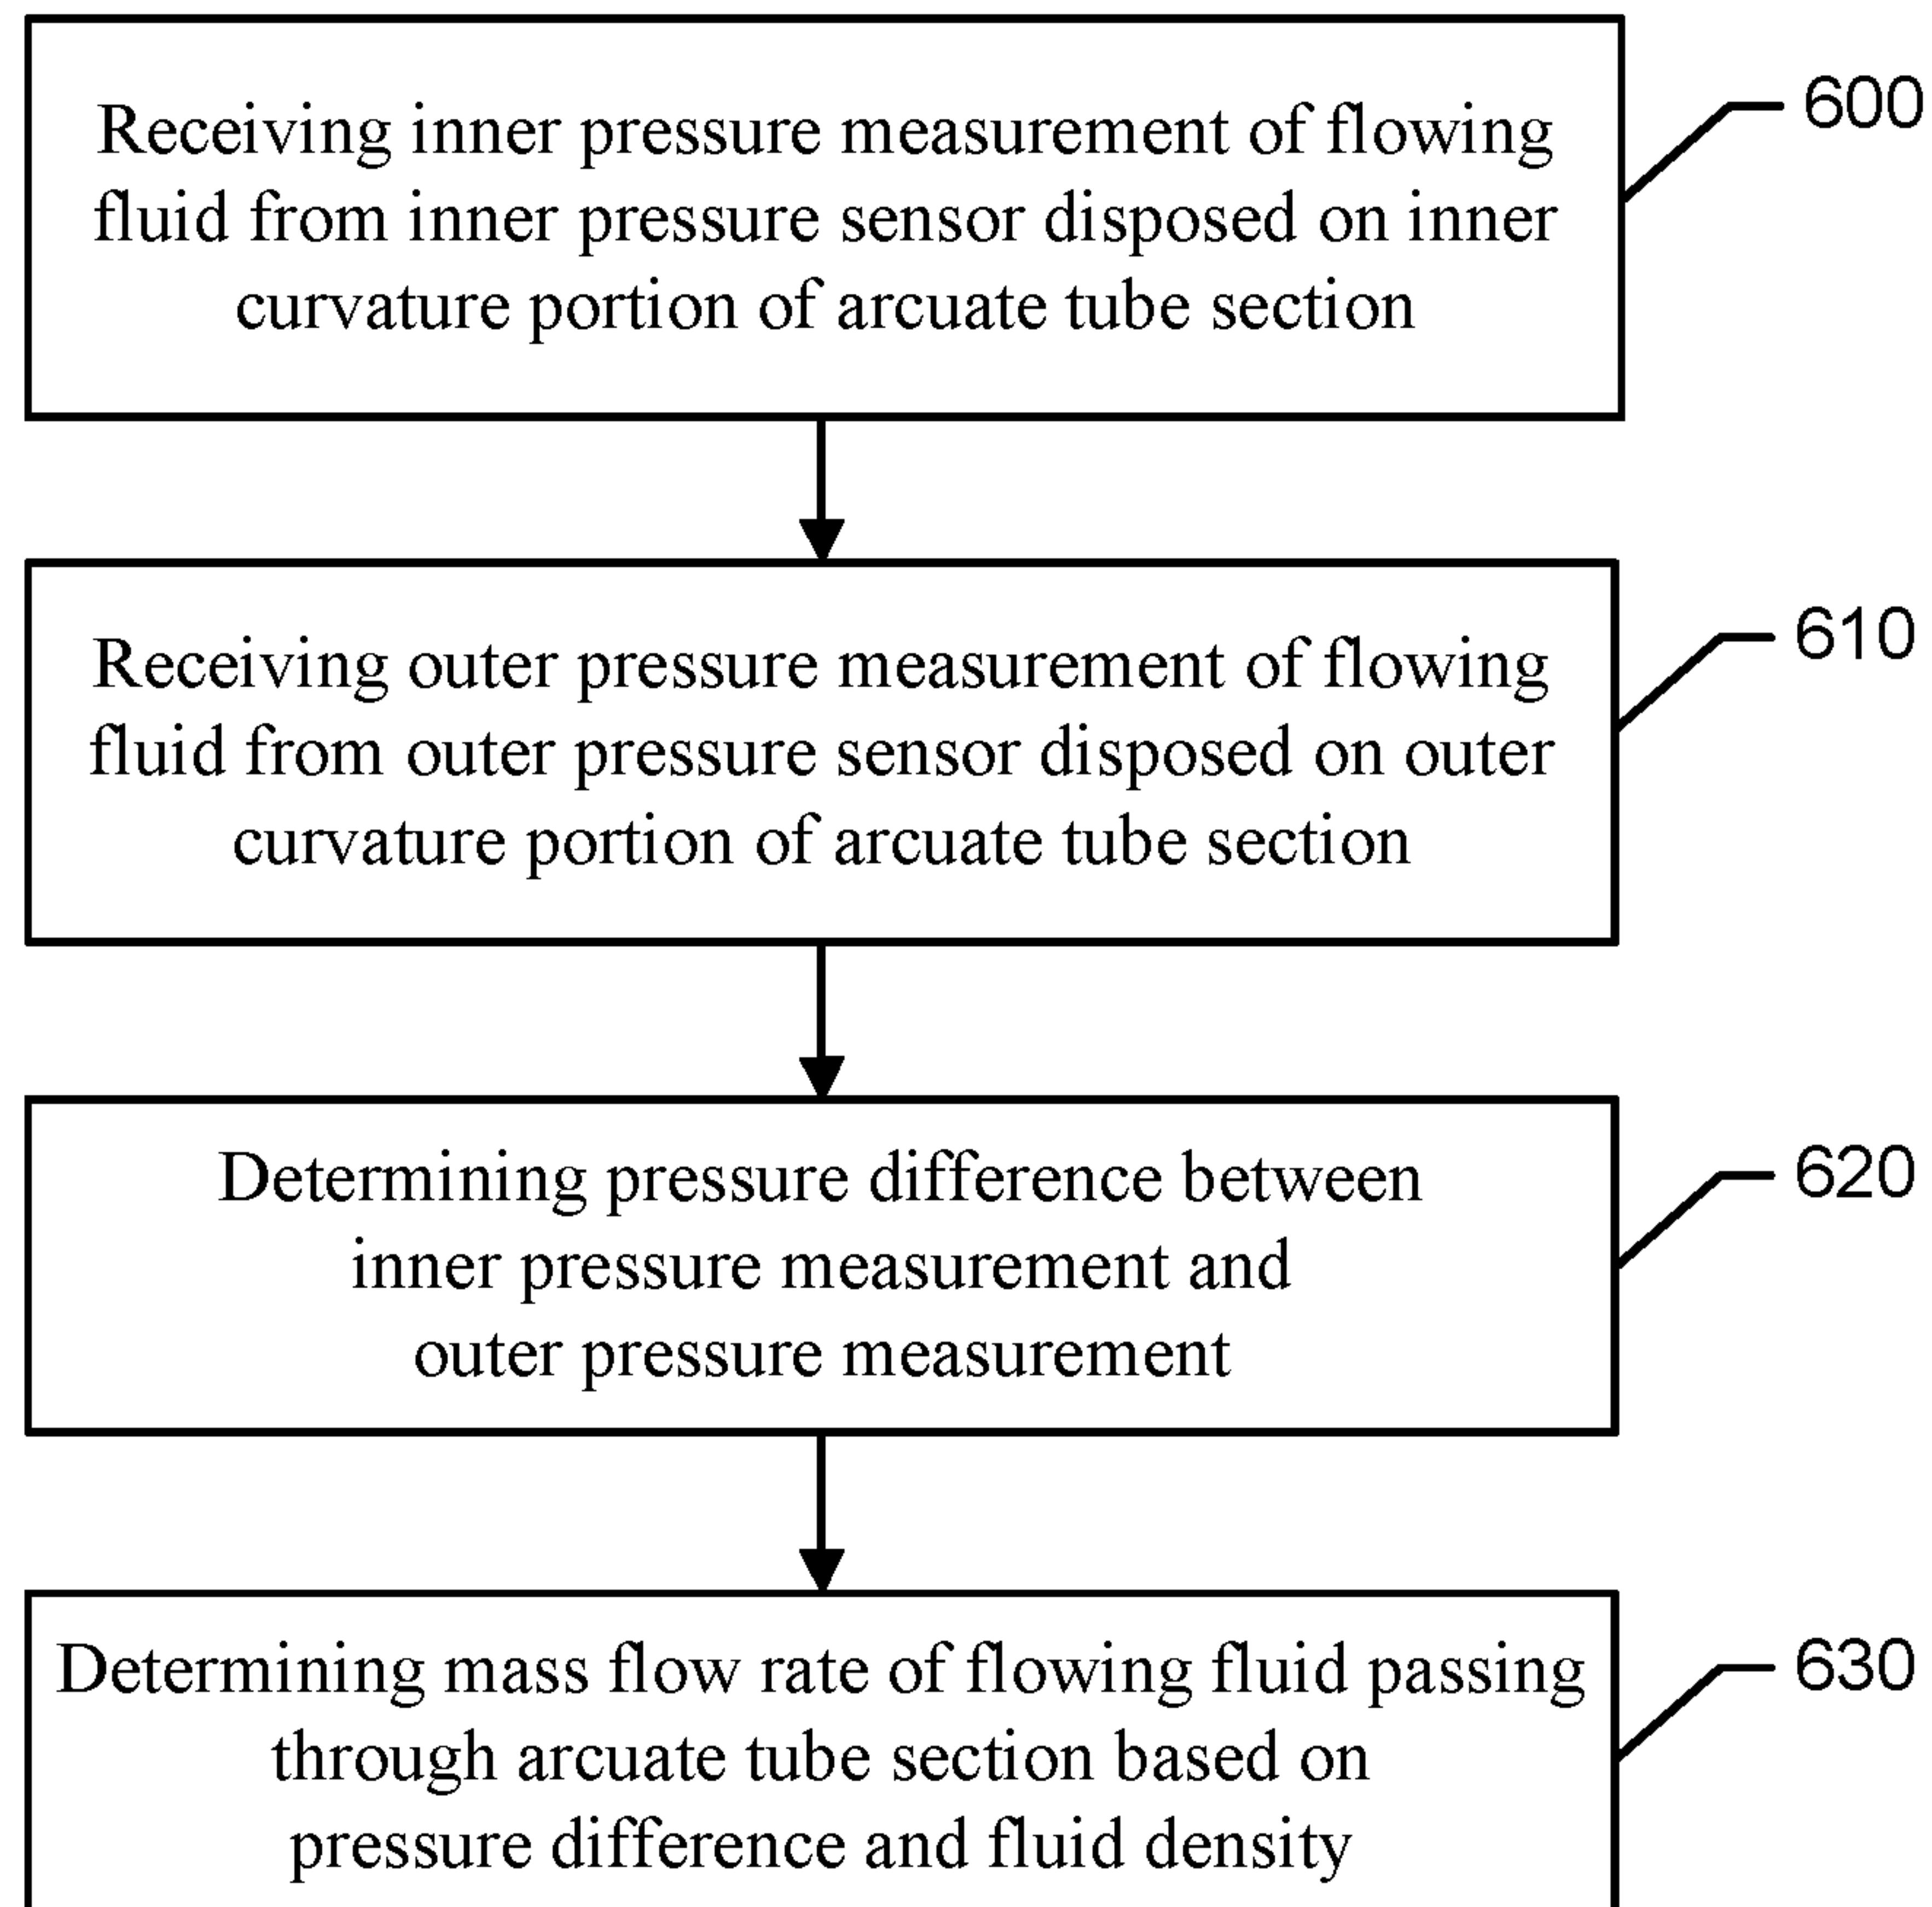 Receiving inner pressure measurement of flowing
fluid from inner pressure sensor disposed on inner
curvature portion of arcuate tube section
600
Receiving outer pressure measurement of flowing
fluid from outer pressure sensor disposed on outer
curvature portion of arcuate tube section
610
Determining pressure difference between
inner pressure measurement and
outer pressure measurement
620
Determining mass flow rate of flowing fluid passing
through arcuate tube section based on
pressure difference and fluid density
630